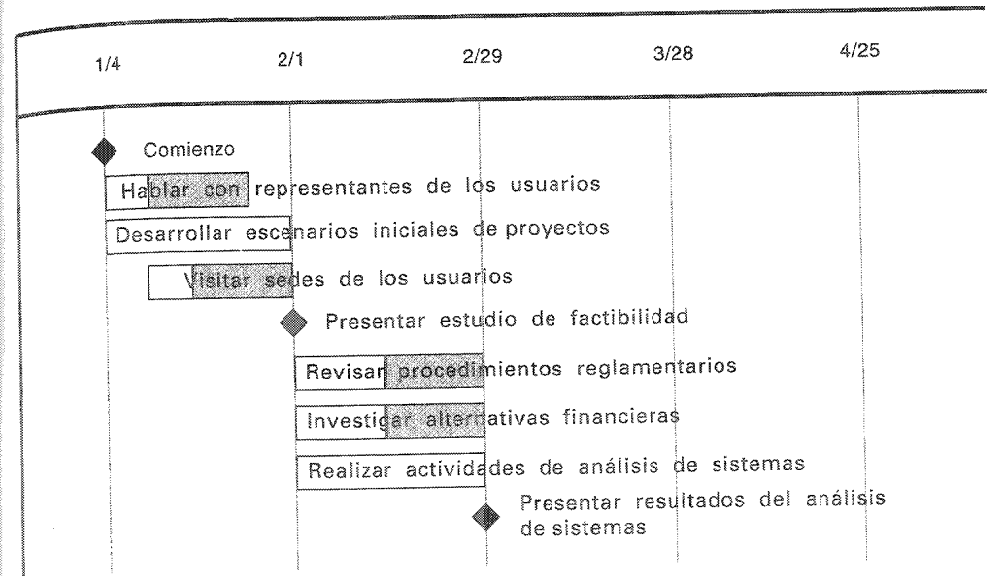 1/4 2/1 2/29 3/28 4/25
Comienzo
Hablar con representantes de los usuarios
Desarrollar escenarios iniciales de proyectos
Visitar sedes de los usuarios
Presentar estudio de factibilidad
Revisar procedimientos reglamentarios
Investigar alternativas financieras
Realizar actividades de análisis de sistemas
Presentar resultados del análisis
de sistemas